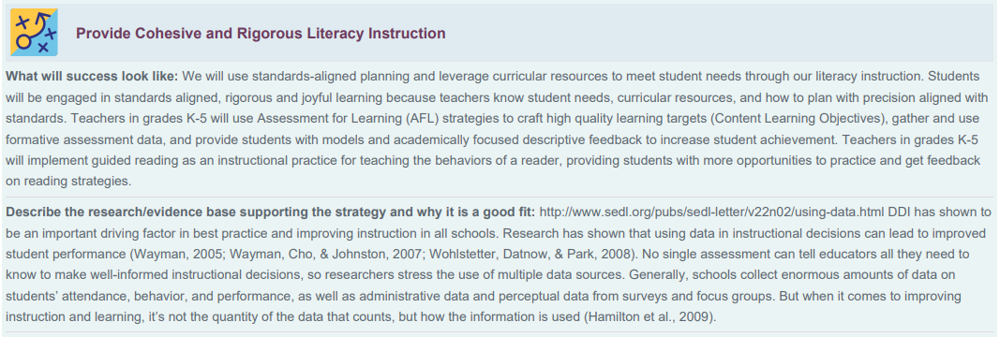 Provide Cohesive and Rigorous Literacy Instruction
What will success look like: We will use standards-aligned planning and leverage curricular resources to meet student needs through our literacy instruction. Students
will be engaged in standards aligned, rigorous and joyful learning because teachers know student needs, curricular resources, and how to plan with precision aligned with
standards. Teachers in grades K-5 will use Assessment for Learning (AFL) strategies to craft high quality learning targets (Content Learning Objectives), gather and use
formative assessment data, and provide students with models and academically focused descriptive feedback to increase student achievement. Teachers in grades K-5
will implement guided reading as an instructional practice for teaching the behaviors of a reader, providing students with more opportunities to practice and get feedback
on reading strategies.
Describe the research/evidence base supporting the strategy and why it is a good fit: http://www.sedl.org/pubs/sedl-letter/v22n02/using-data.html DDI has shown to
be an important driving factor in best practice and improving instruction in all schools. Research has shown that using data in instructional decisions can lead to improved
student performance (Wayman, 2005; Wayman, Cho, & Johnston, 2007; Wohlstetter, Datnow, & Park, 2008). No single assessment can tell educators all they need to
know to make well-informed instructional decisions, so researchers stress the use of multiple data sources. Generally, schools collect enormous amounts of data on
students’ attendance, behavior, and performance, as well as administrative data and perceptual data from surveys and focus groups. But when it comes to improving
instruction and learning, it’s not the quantity of the data that counts, but how the information is used (Hamilton et al., 2009).